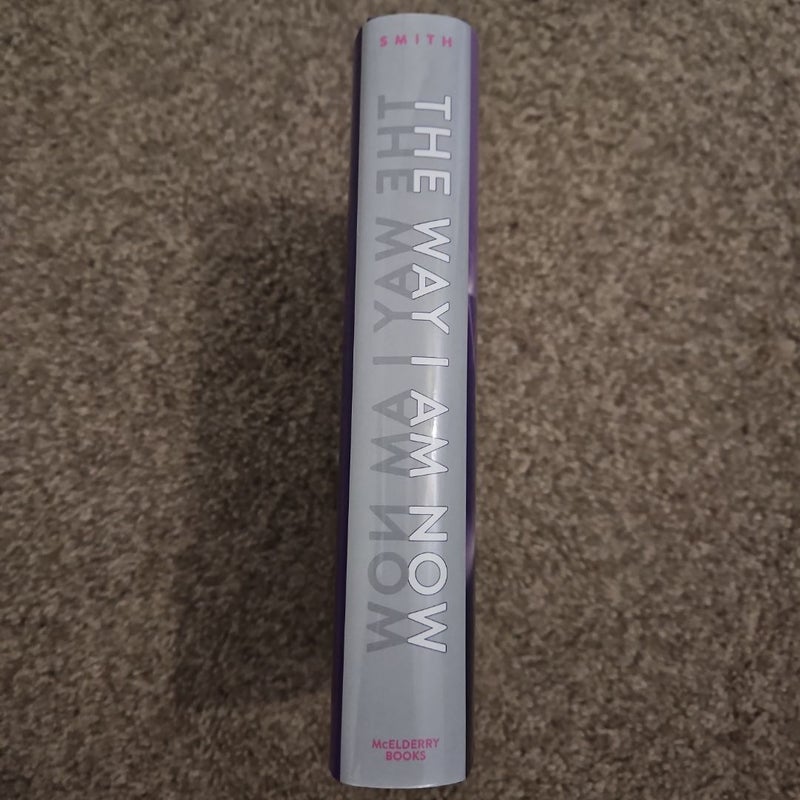 SMITH
THE WAY I AM NOW
THE WAY I AM NOW
McELDERRY
BOOKS